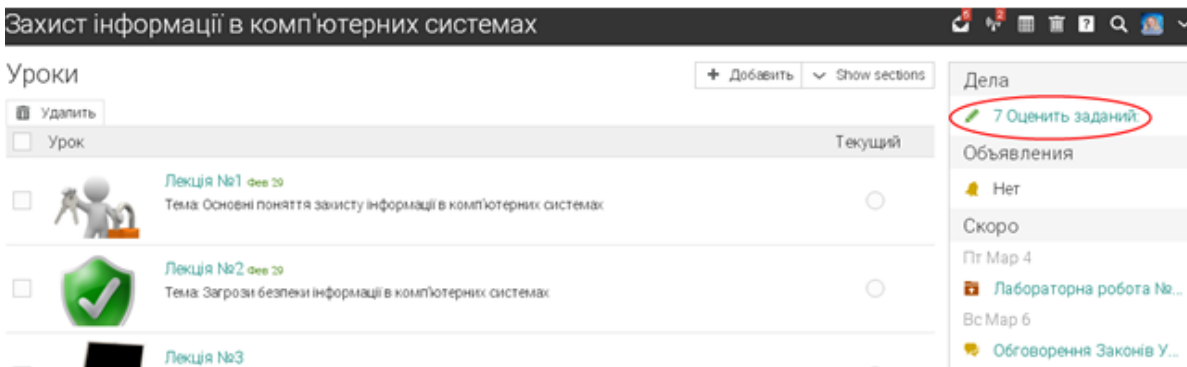 Захист інформації в комп'ютерних системах
6
2
?
Уроки
+ Добавить
Show sections
Удалить
Урок
Текущий
Лекція №1 Фев 29
Тема: Основні поняття захисту інформації в комп'ютерних системах
Лекція №2 Фев 29
Тема: Загрози безпеки інформації в комп'ютерних системах
Лекція №3
Дела
7 Оценить заданий:
Объявления
Нет
Скоро
Пт Мар 4
Лабораторна робота №...
Вс Мар 6
Обговорення Законів У...